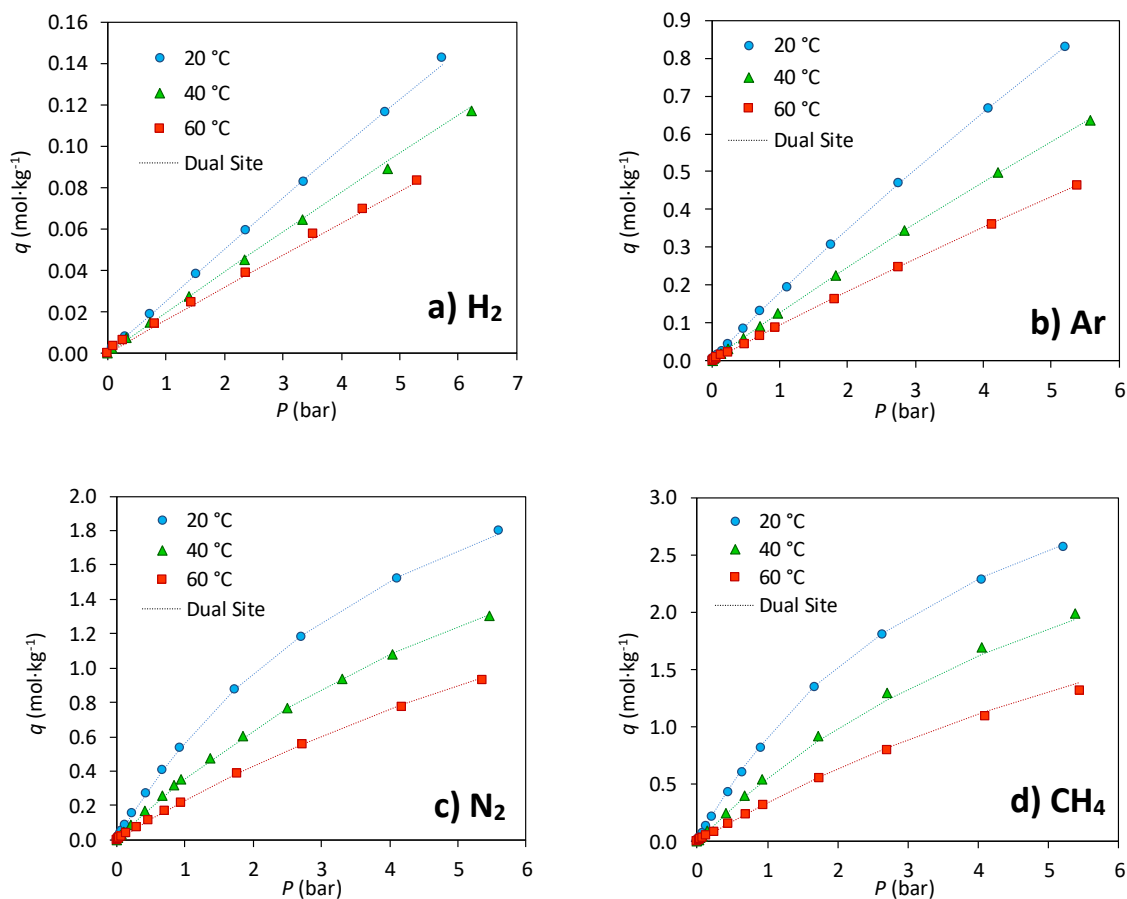 0.16
0.14
0.12
0.10
0.08
0.06
0.04
0.02
0.00
q (mol·kg⁻¹)
20 °C
40 °C
60 °C
Dual Site
a) H₂
0 1 2 3 4 5 6 7
P (bar)
0.9
0.8
0.7
0.6
0.5
0.4
0.3
0.2
0.1
0.0
q (mol·kg⁻¹)
20 °C
40 °C
60 °C
Dual Site
b) Ar
0 1 2 3 4 5 6
P (bar)
2.0
1.8
1.6
1.4
1.2
1.0
0.8
0.6
0.4
0.2
0.0
q (mol·kg⁻¹)
20 °C
40 °C
60 °C
Dual Site
c) N₂
0 1 2 3 4 5 6
P (bar)
3.0
2.5
2.0
1.5
1.0
0.5
0.0
q (mol·kg⁻¹)
20 °C
40 °C
60 °C
Dual Site
d) CH₄
0 1 2 3 4 5 6
P (bar)